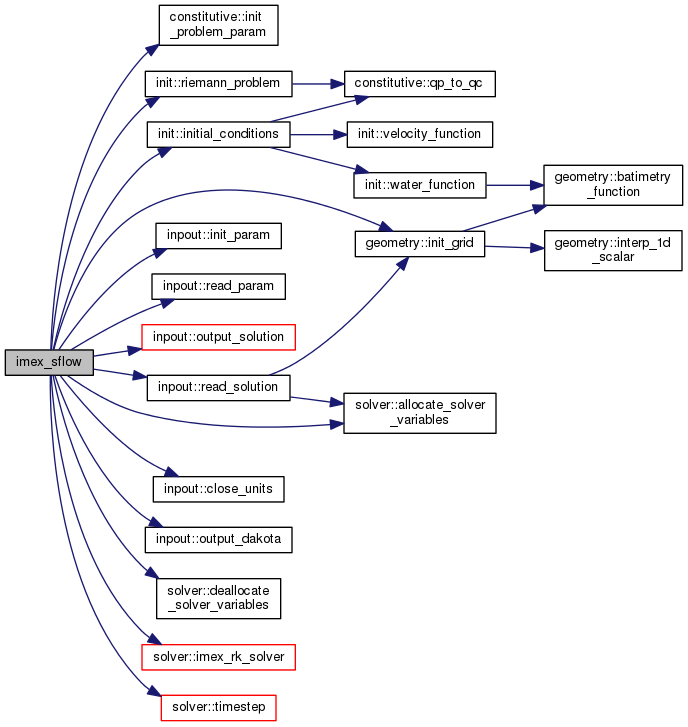 constitutive::init
_problem_param
init::riemann_problem
constitutive::qp_to_qc
init::initial_conditions
init::velocity_function
init::water_function
geometry::batimetry
_function
inpout::init_param
geometry::init_grid
geometry::interp_1d
_scalar
inpout::read_param
inpout::output_solution
imex_sflow
inpout::read_solution
solver::allocate_solver
_variables
inpout::close_units
inpout::output_dakota
solver::deallocate
_solver_variables
solver::imex_rk_solver
solver::timestep